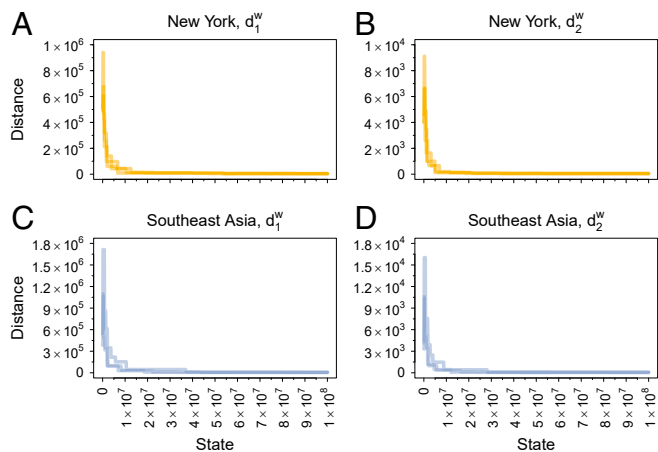 A
New York, d₁ʷ
B
New York, d₂ʷ
Distance
1 × 10⁶
8 × 10⁵
6 × 10⁵
4 × 10⁵
2 × 10⁵
0
1 × 10⁴
8 × 10³
6 × 10³
4 × 10³
2 × 10³
0
C
Southeast Asia, d₁ʷ
D
Southeast Asia, d₂ʷ
Distance
1.8 × 10⁶
1.5 × 10⁶
1.2 × 10⁶
9 × 10⁵
6 × 10⁵
3 × 10⁵
0
1.8 × 10⁴
1.5 × 10⁴
1.2 × 10⁴
9 × 10³
6 × 10³
3 × 10³
0
0
1 × 10⁷
2 × 10⁷
3 × 10⁷
4 × 10⁷
5 × 10⁷
6 × 10⁷
7 × 10⁷
8 × 10⁷
9 × 10⁷
1 × 10⁸
0
1 × 10⁷
2 × 10⁷
3 × 10⁷
4 × 10⁷
5 × 10⁷
6 × 10⁷
7 × 10⁷
8 × 10⁷
9 × 10⁷
1 × 10⁸
State
State